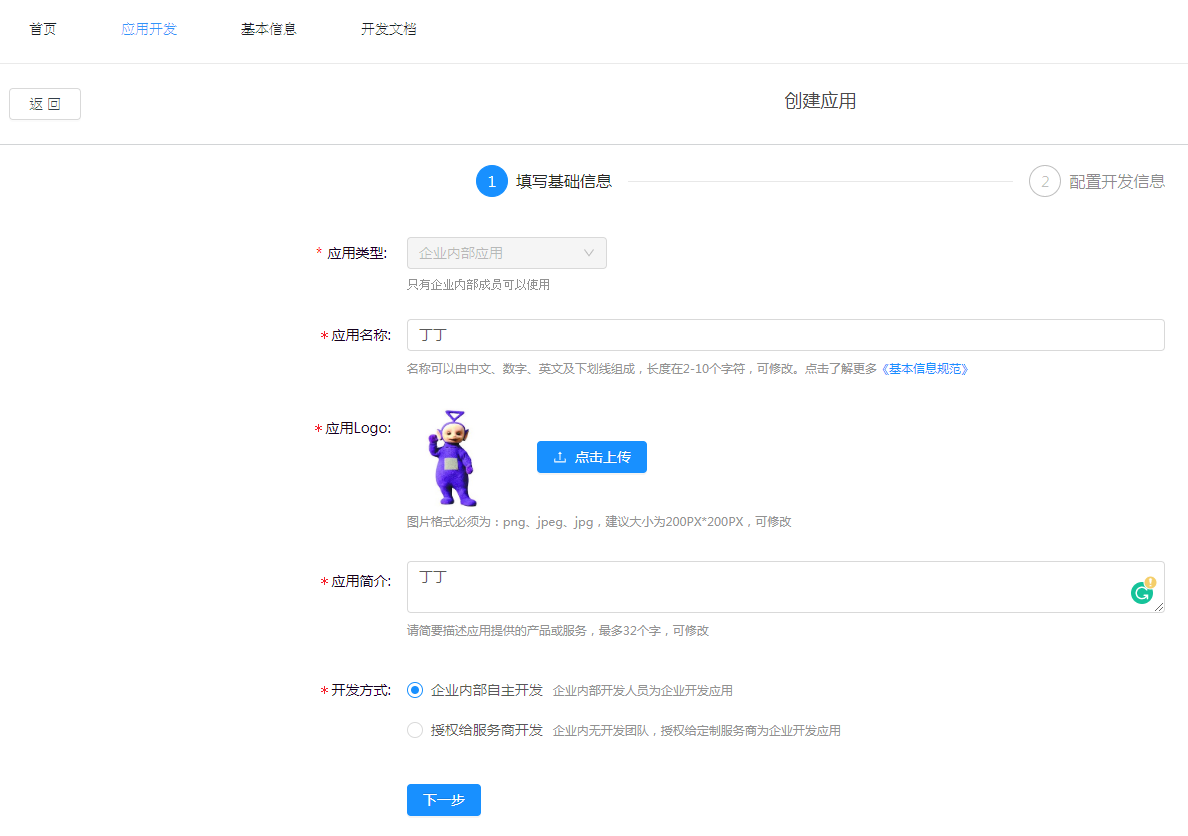 首页 应用开发 基本信息 开发文档
返 回 创建应用
1 填写基础信息 2 配置开发信息
* 应用类型: 企业内部应用
只有企业内部成员可以使用
* 应用名称: 丁丁
名称可以由中文、数字、英文及下划线组成，长度在2-10个字符，可修改。点击了解更多《基本信息规范》
* 应用Logo: 点击上传
图片格式必须为：png、jpeg、jpg，建议大小为200PX*200PX，可修改
* 应用简介: 丁丁
请简要描述应用提供的产品或服务，最多32个字，可修改
* 开发方式: 企业内部自主开发 企业内部开发人员为企业开发应用
授权给服务商开发 企业内无开发团队，授权给定制服务商为企业开发应用
下一步